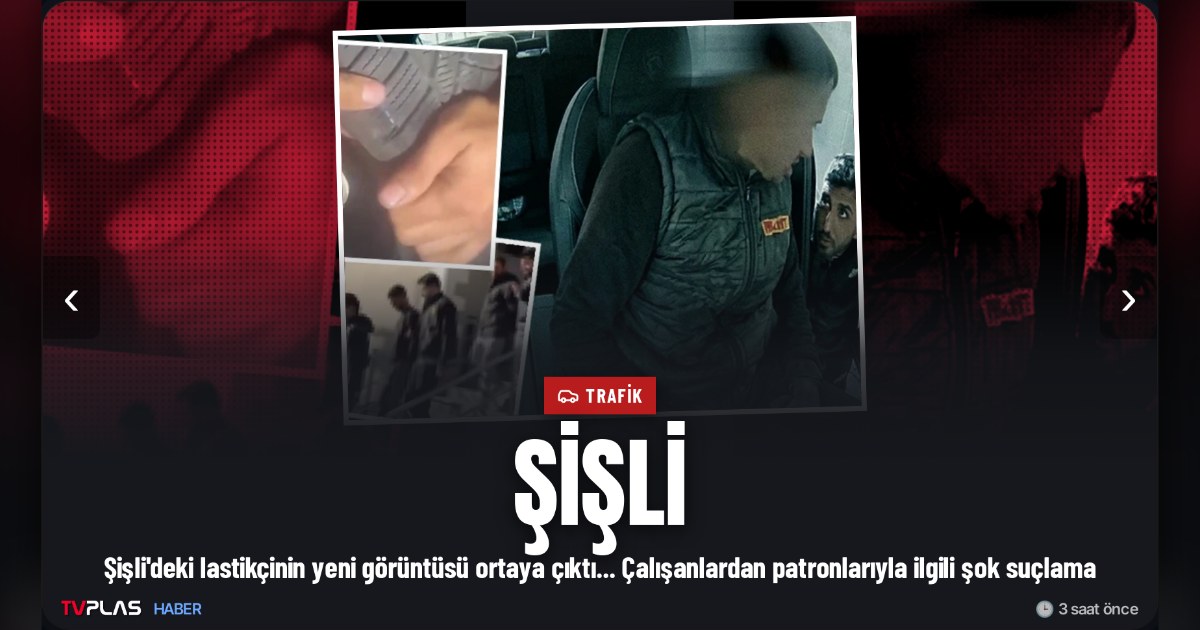 TRAFİK
ŞİŞLİ
Şişli'deki lastikçinin yeni görüntüsü ortaya çıktı... Çalışanlardan patronlarıyla ilgili şok suçlama
TVPLAS HABER
3 saat önce